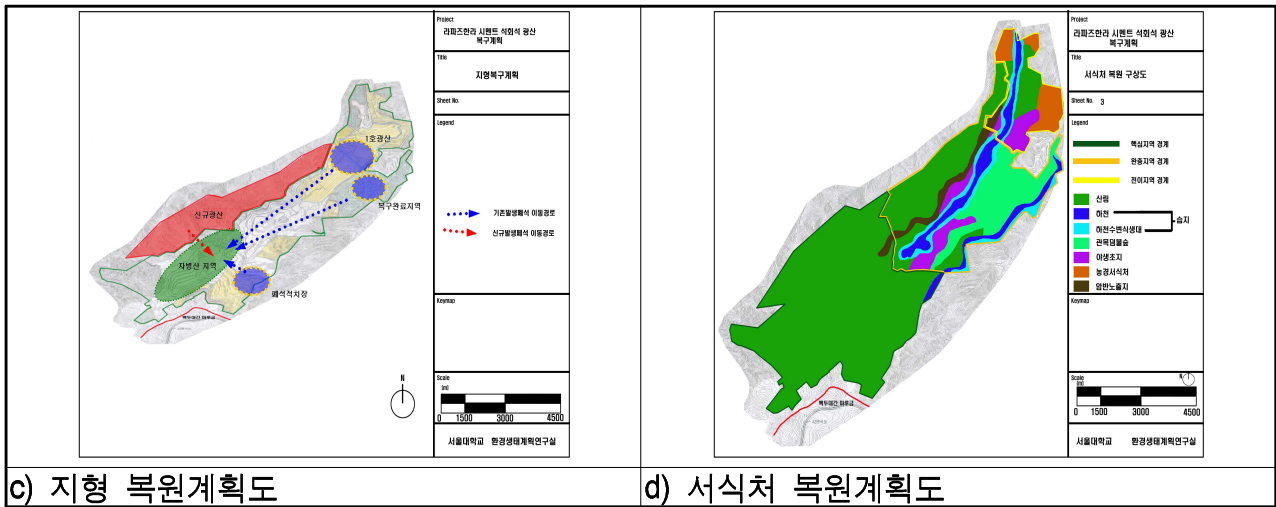 Project
라파즈한라 시멘트 석회석 광산
복구계획
Title
지형복구계획
Sheet No.
Legend
기존발생폐석 이동경로
신규발생폐석 이동경로
Keymap
Scale
(m)
0 1500 3000 4500
서울대학교 환경생태계획연구실
1호광산
복구완료지역
신규광산
자병산 지역
폐석적치장
백두대간 마루금
N
c) 지형 복원계획도
Project
라파즈한라 시멘트 석회석 광산
복구계획
Title
서식처 복원 구상도
Sheet No. 3
Legend
핵심지역 경계
완충지역 경계
전이지역 경계
산림
하천
하천수변식생대
습지
관목덤불숲
야생초지
농경서식처
암반노출지
Keymap
Scale
(m)
N
0 1500 3000 4500
서울대학교 환경생태계획연구실
백두대간 마루금
d) 서식처 복원계획도